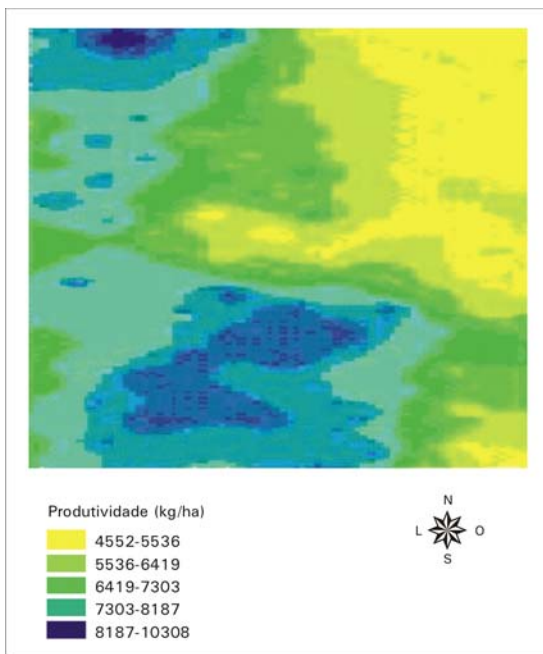 Produtividade (kg/ha)
4552-5536
5536-6419
6419-7303
7303-8187
8187-10308
N
L O
S